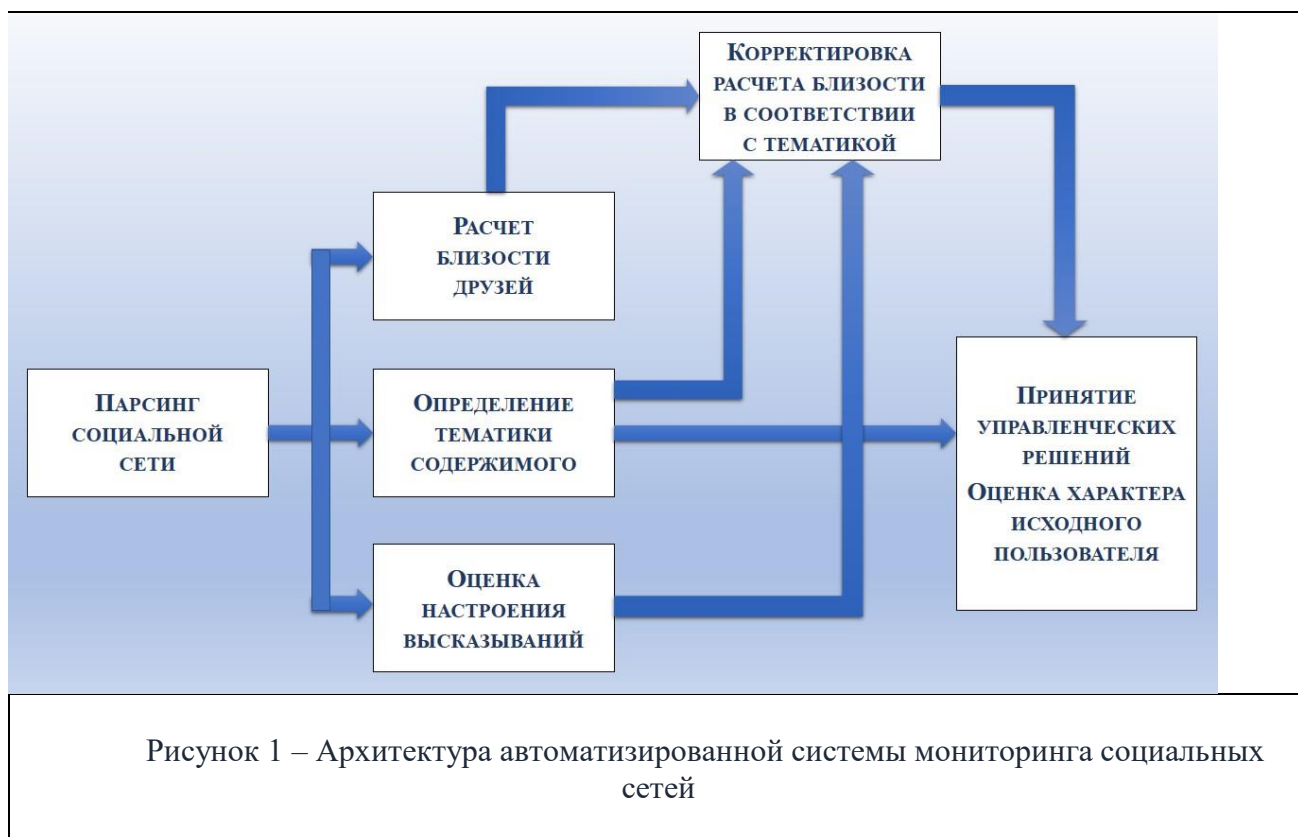 Корректировка
расчета близости
в соответствии
с тематикой
Расчет
близости
друзей
Парсинг
социальной
сети
Определение
тематики
содержимого
Принятие
управленческих
решений
Оценка характера
исходного
пользователя
Оценка
настроения
высказываний
Рисунок 1 – Архитектура автоматизированной системы мониторинга социальных
сетей